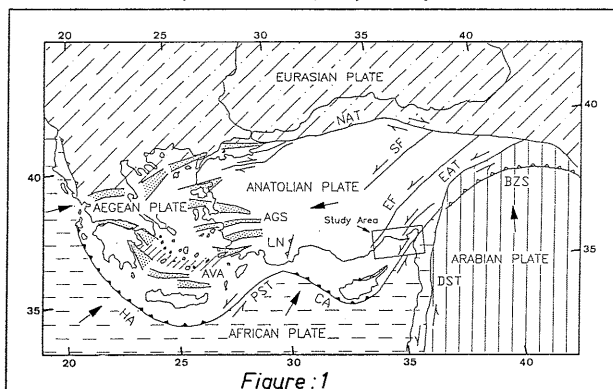 20 25 30 35 40
EURASIAN PLATE
40
NAT
SF
EAT
BZS
40
ANATOLIAN PLATE
AEGEAN PLATE
EF
AGS
Study Area
LN
35
AVA
ARABIAN PLATE
DST
35
PST
CA
HA
AFRICAN PLATE
20 25 30 35 40
Figure:1